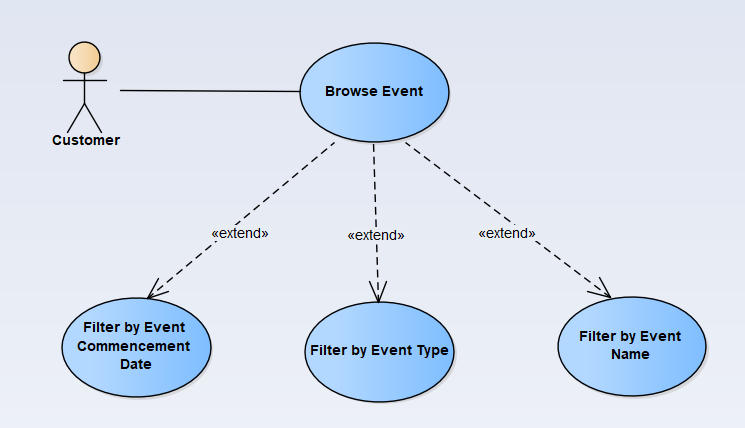 Browse Event
Customer
«extend»
«extend»
«extend»
Filter by Event
Commencement
Date
Filter by Event Type
Filter by Event
Name